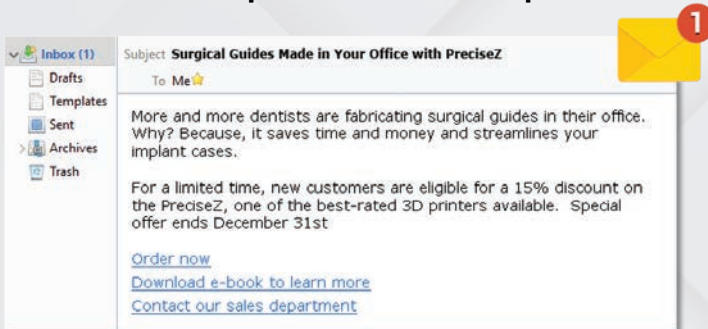 1
Inbox (1)
Drafts
Templates
Sent
Archives
Trash
Subject Surgical Guides Made in Your Office with PreciseZ
To Me
More and more dentists are fabricating surgical guides in their office.
Why? Because, it saves time and money and streamlines your
implant cases.
For a limited time, new customers are eligible for a 15% discount on
the PreciseZ, one of the best-rated 3D printers available. Special
offer ends December 31st
Order now
Download e-book to learn more
Contact our sales department